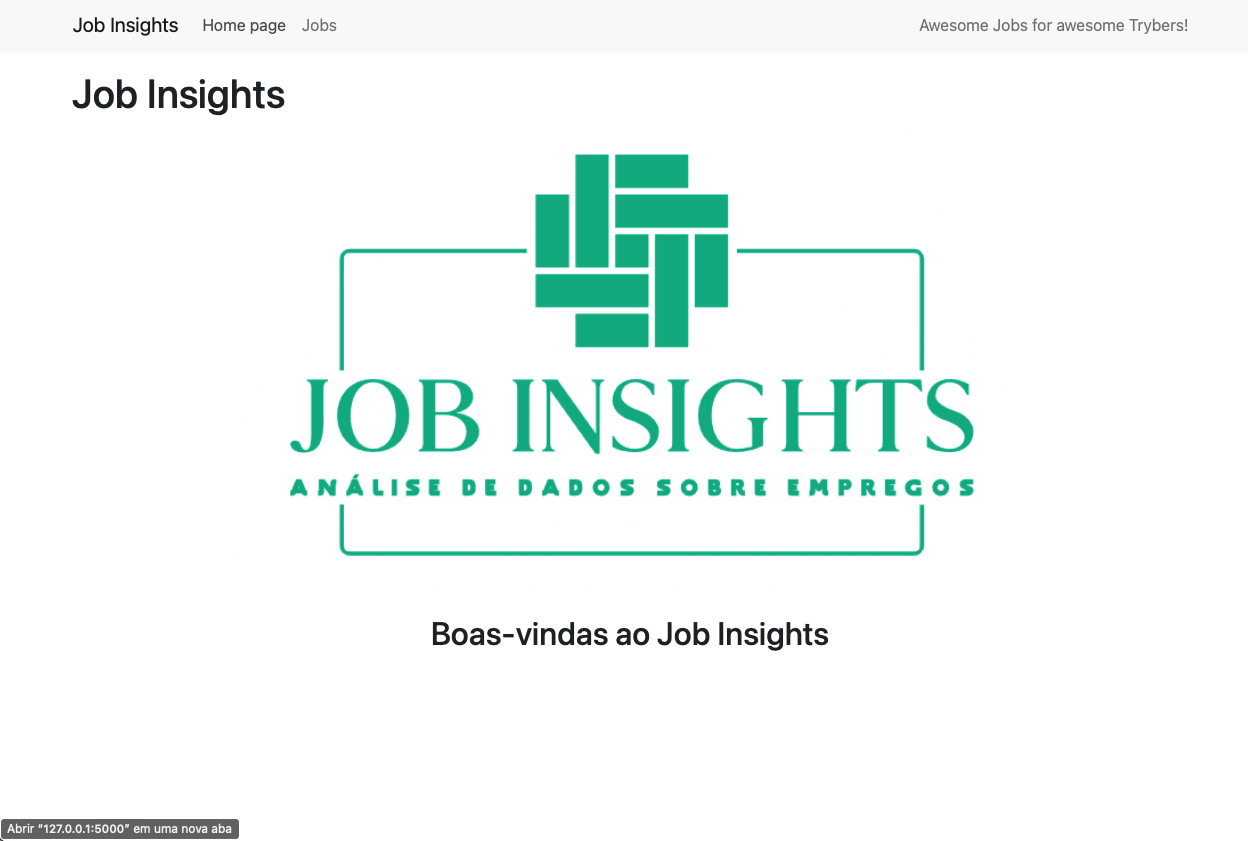 Job Insights Home page Jobs Awesome Jobs for awesome Trybers!
Job Insights
JOB INSIGHTS
ANÁLISE DE DADOS SOBRE EMPREGOS
Boas-vindas ao Job Insights
Abrir “127.0.0.1:5000” em uma nova aba